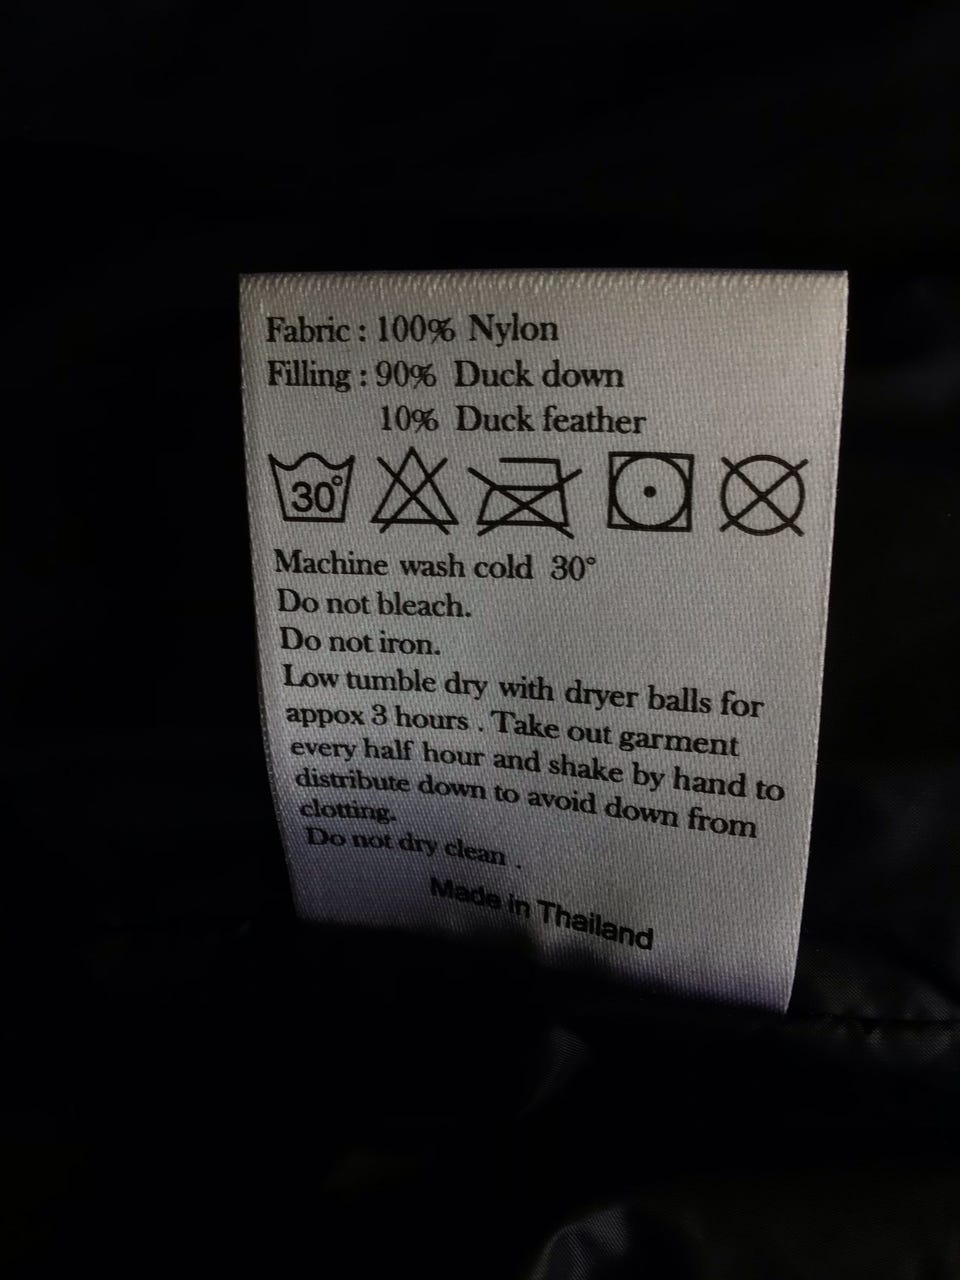 Fabric : 100% Nylon
Filling : 90% Duck down
10% Duck feather
30°
Machine wash cold 30°
Do not bleach.
Do not iron.
Low tumble dry with dryer balls for
appox 3 hours . Take out garment
every half hour and shake by hand to
distribute down to avoid down from
clotting.
Do not dry clean .
Made in Thailand